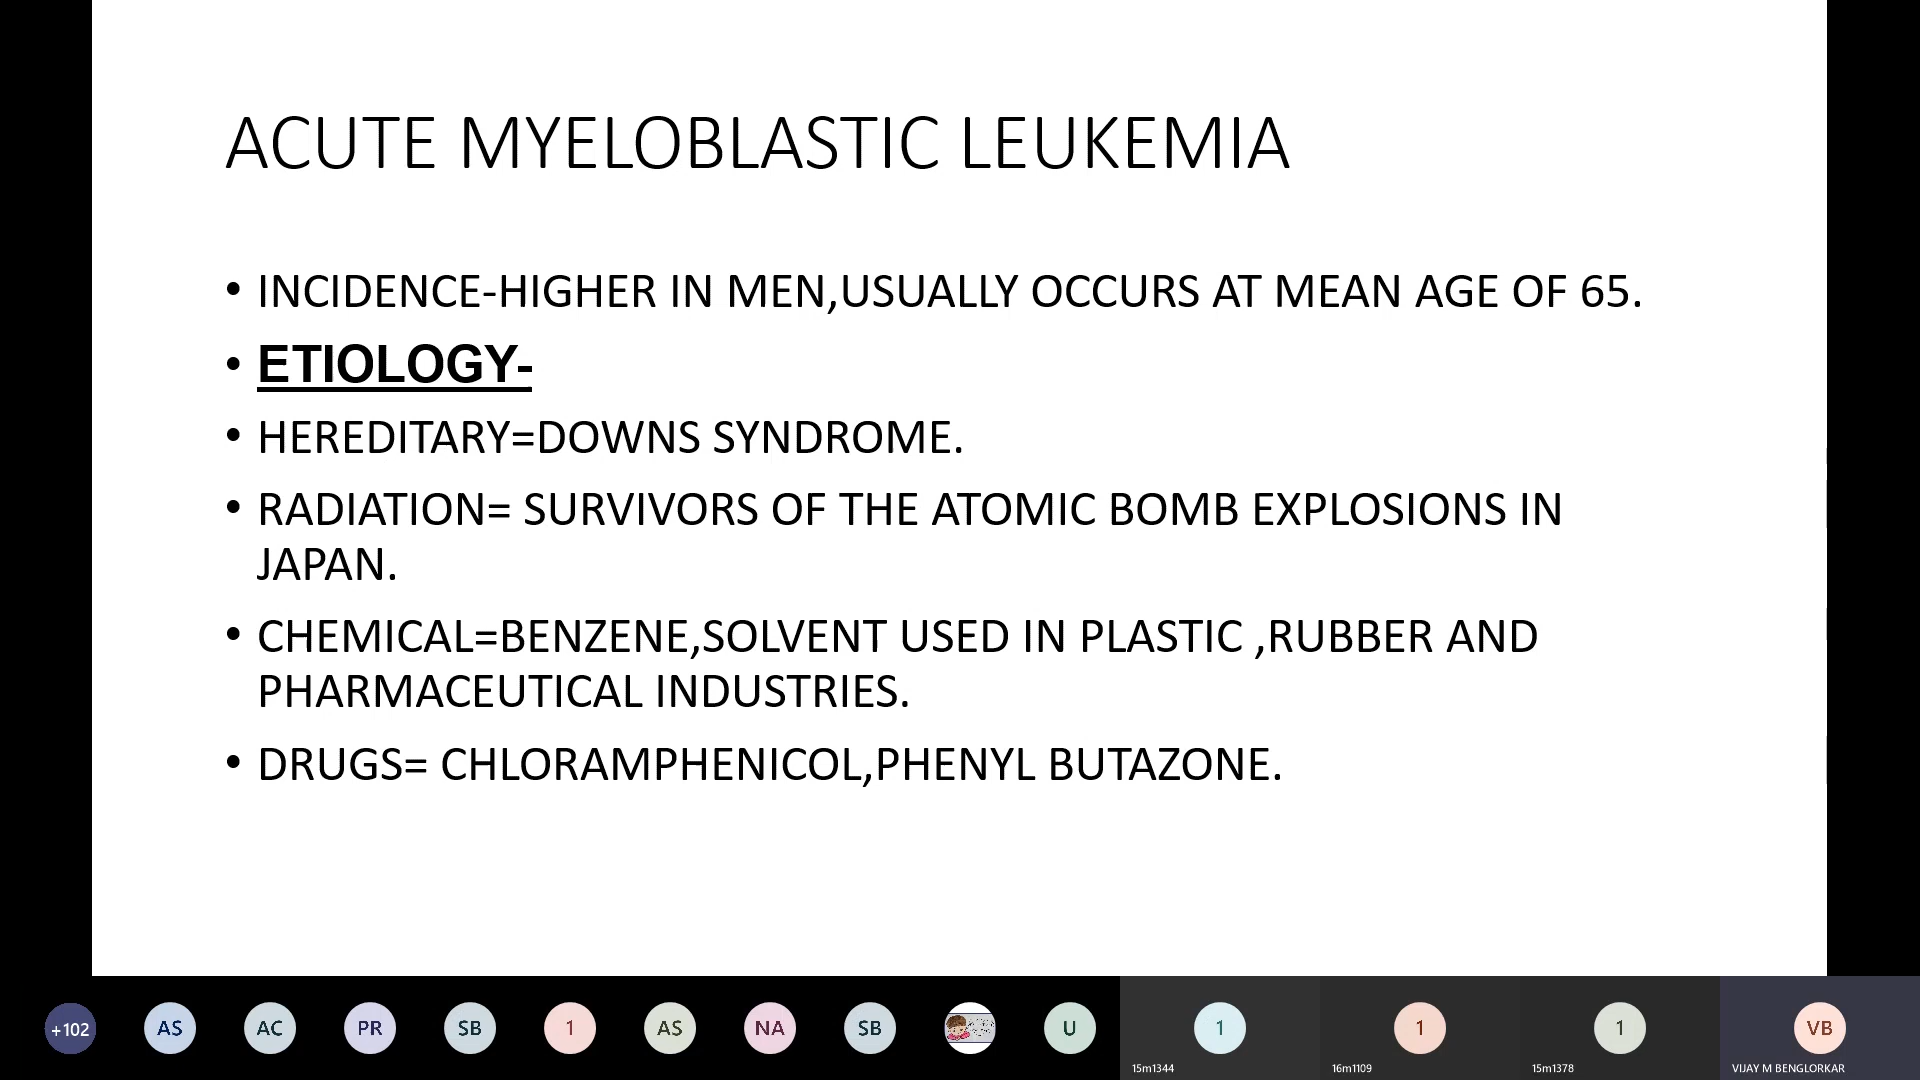 ACUTE MYELOBLASTIC LEUKEMIA
• INCIDENCE-HIGHER IN MEN,USUALLY OCCURS AT MEAN AGE OF 65.
• ETIOLOGY-
• HEREDITARY=DOWNS SYNDROME.
• RADIATION= SURVIVORS OF THE ATOMIC BOMB EXPLOSIONS IN
JAPAN.
• CHEMICAL=BENZENE,SOLVENT USED IN PLASTIC ,RUBBER AND
PHARMACEUTICAL INDUSTRIES.
• DRUGS= CHLORAMPHENICOL,PHENYL BUTAZONE.
+102 AS AC PR SB 1 AS NA SB U 1 1 1 VB
15m1344 16m1109 15m1378 VIJAY M BENGLORKAR